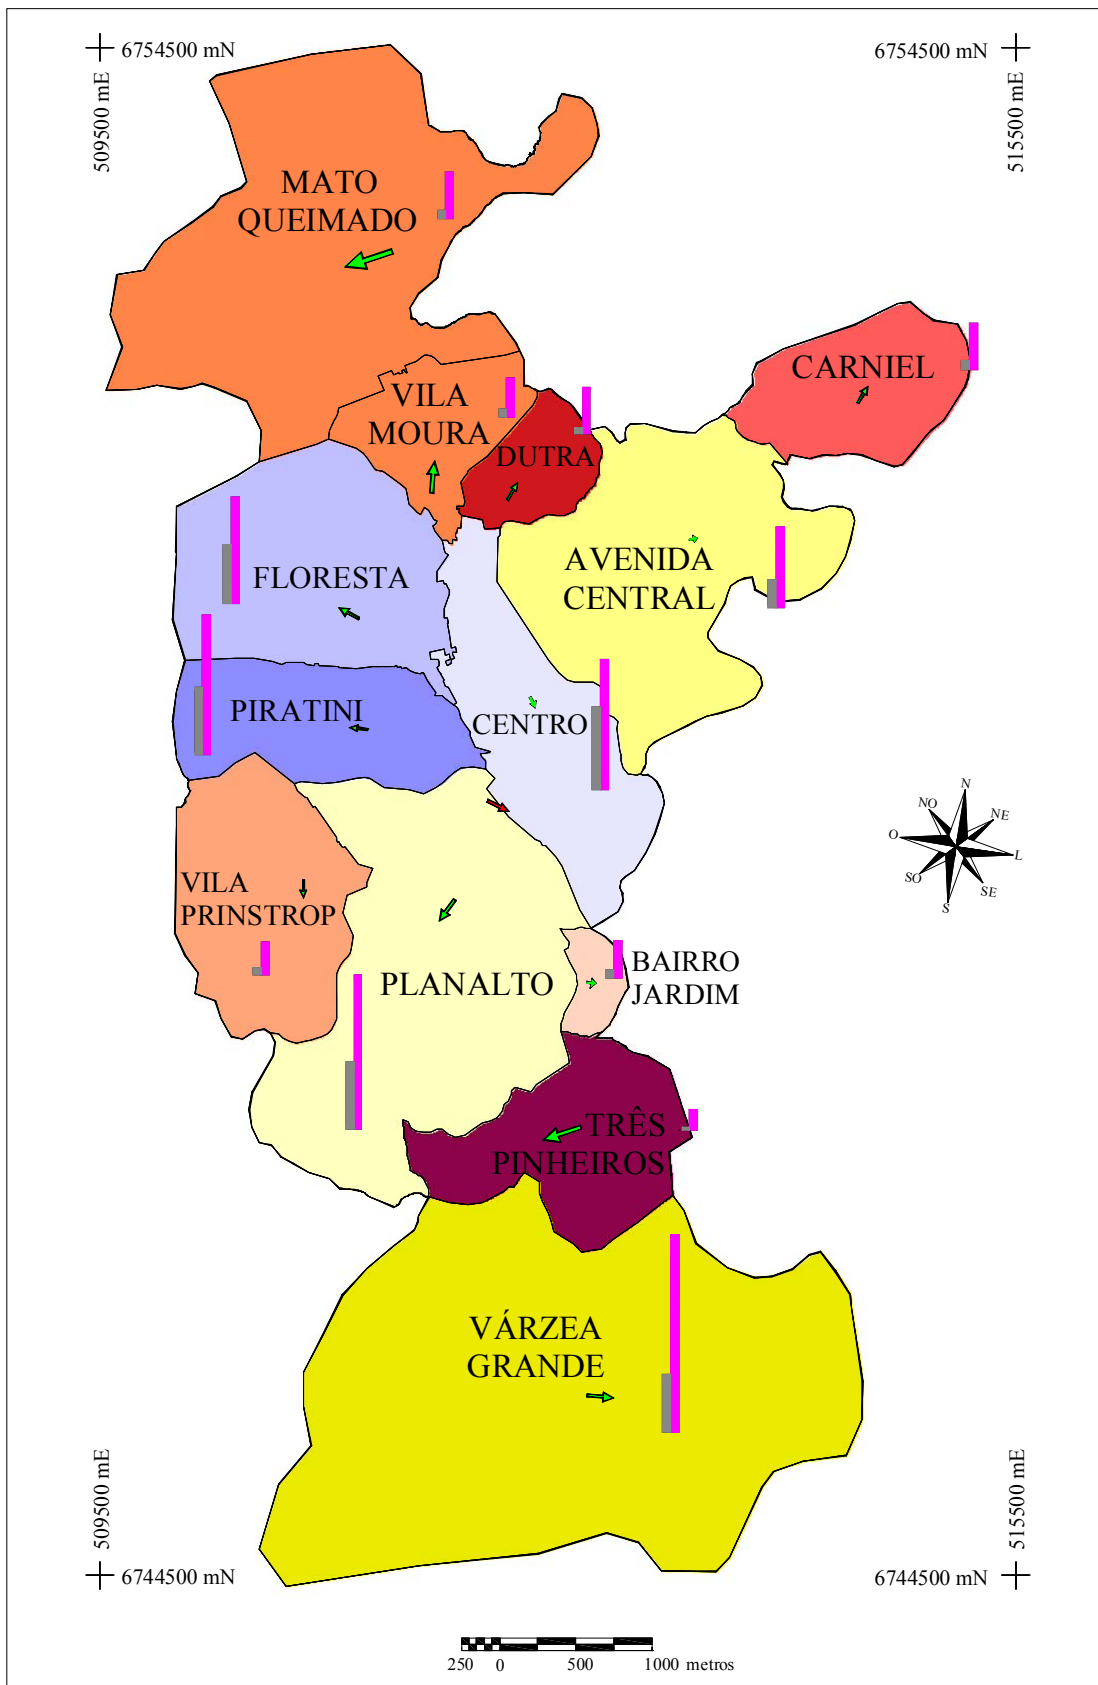 6754500 mN
6754500 mN
509500 mE
515500 mE
MATO
QUEIMADO
CARNIEL
VILA
MOURA
DUTRA
AVENIDA
CENTRAL
FLORESTA
PIRATINI
CENTRO
N
NO
NE
O
L
SO
SE
S
VILA
PRINSTROP
PLANALTO
BAIRRO
JARDIM
TRÊS
PINHEIROS
VÁRZEA
GRANDE
509500 mE
515500 mE
6744500 mN
6744500 mN
250 0 500 1000 metros